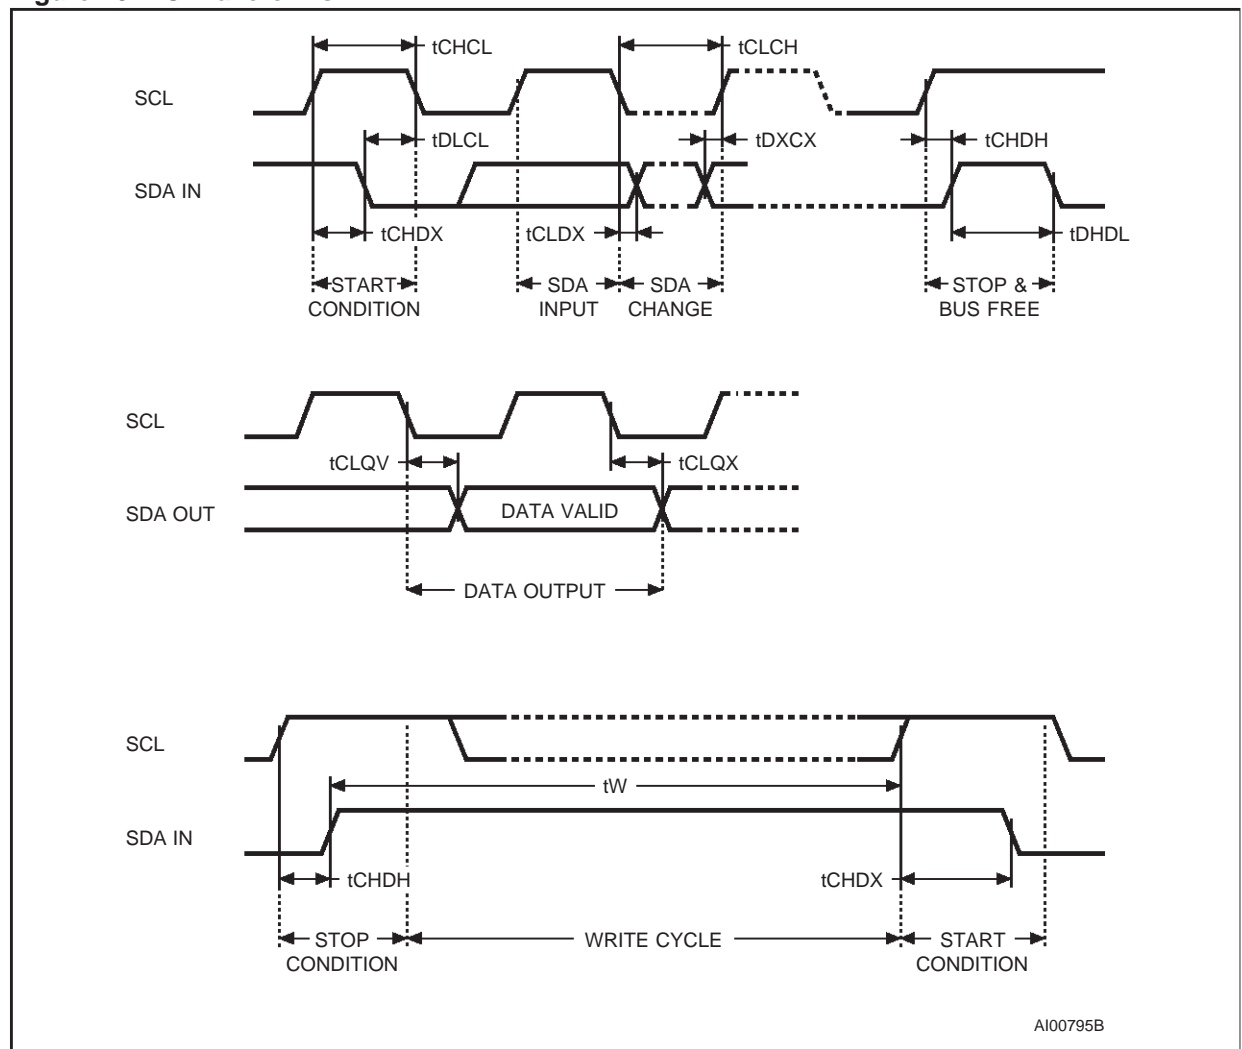 tCHCL
tCLCH
SCL
tDLCL
tDXCX
tCHDH
SDA IN
tCHDX
tCLDX
tDHDL
START
CONDITION
SDA
INPUT
SDA
CHANGE
STOP &
BUS FREE
SCL
tCLQV
tCLQX
SDA OUT
DATA VALID
DATA OUTPUT
SCL
tW
SDA IN
tCHDH
tCHDX
STOP
CONDITION
WRITE CYCLE
START
CONDITION
AI00795B